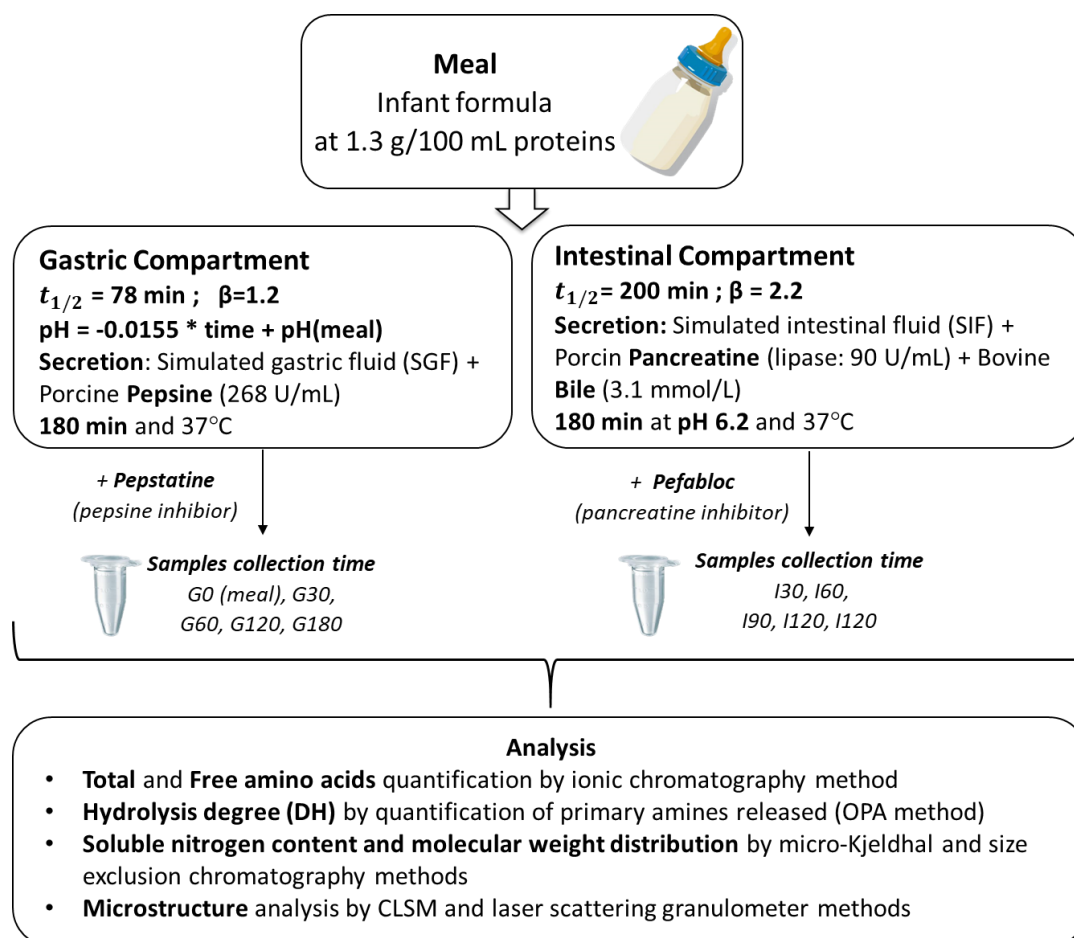 Meal
Infant formula
at 1.3 g/100 mL proteins
Gastric Compartment
t1/2 = 78 min ; β=1.2
pH = -0.0155 * time + pH(meal)
Secretion: Simulated gastric fluid (SGF) +
Porcine Pepsine (268 U/mL)
180 min and 37°C
Intestinal Compartment
t1/2= 200 min ; β = 2.2
Secretion: Simulated intestinal fluid (SIF) +
Porcin Pancreatine (lipase: 90 U/mL) + Bovine
Bile (3.1 mmol/L)
180 min at pH 6.2 and 37°C
+ Pepstatine
(pepsine inhibior)
Samples collection time
G0 (meal), G30,
G60, G120, G180
+ Pefabloc
(pancreatine inhibitor)
Samples collection time
I30, I60,
I90, I120, I120
Analysis
• Total and Free amino acids quantification by ionic chromatography method
• Hydrolysis degree (DH) by quantification of primary amines released (OPA method)
• Soluble nitrogen content and molecular weight distribution by micro-Kjeldhal and size
exclusion chromatography methods
• Microstructure analysis by CLSM and laser scattering granulometer methods